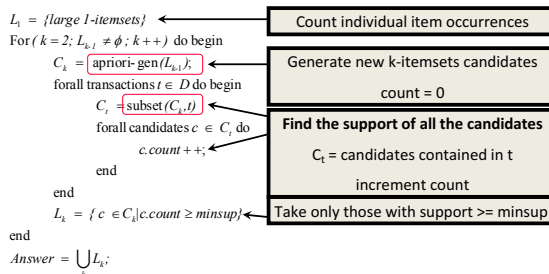 L₁ = {large 1-itemsets}
For ( k = 2; Lₖ₋₁ ≠ ϕ ; k++ ) do begin
Cₖ = apriori-gen(Lₖ₋₁);
forall transactions t ∈ D do begin
Cₜ = subset(Cₖ,t)
forall candidates c ∈ Cₜ do
c.count++;
end
end
Lₖ = { c ∈ Cₖ | c.count ≥ minsup}
end
Answer = ⋃ Lₖ;
k
Count individual item occurrences
Generate new k-itemsets candidates
count = 0
Find the support of all the candidates
Cₜ = candidates contained in t
increment count
Take only those with support >= minsup